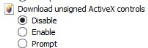 Download unsigned ActiveX controls
Disable
Enable
Prompt